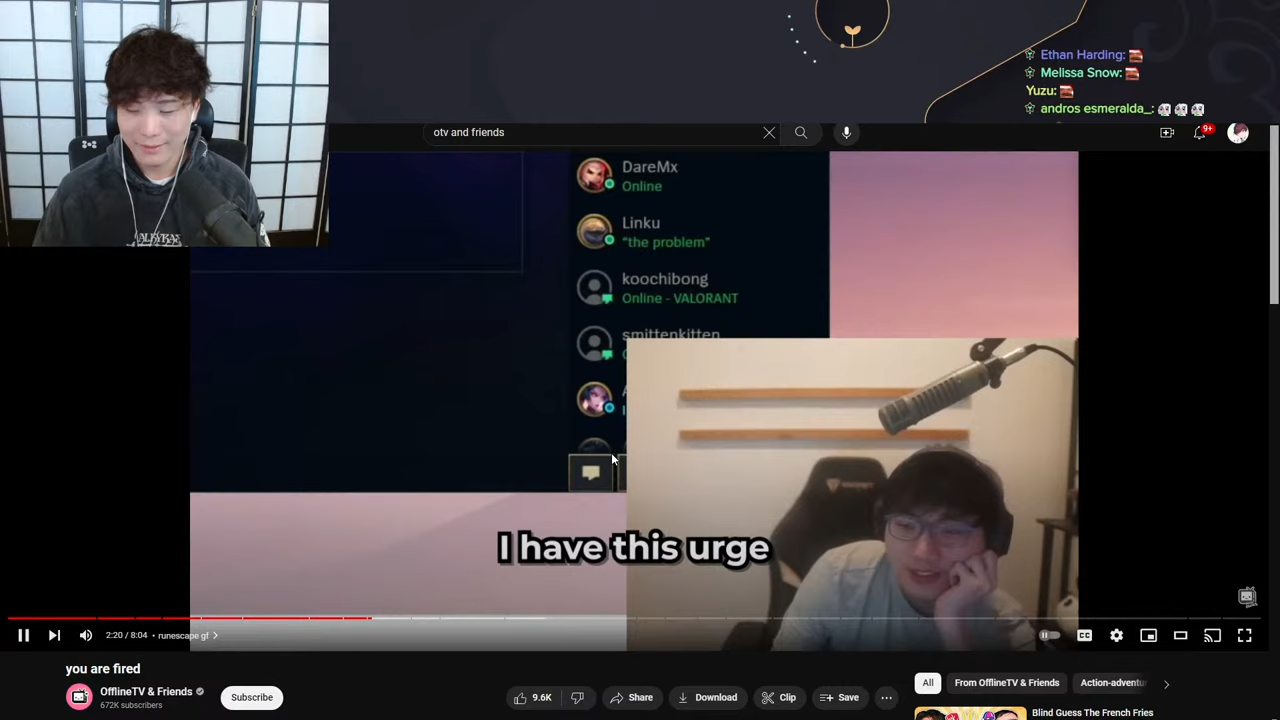 Ethan Harding:
Melissa Snow:
Yuzu:
andros esmeralda_:
otv and friends
9+
DareMx
Online
Linku
"the problem"
koochibong
Online - VALORANT
smittenkitten
I have this urge
2:20 / 8:04 • runescape gf
CC
you are fired
OfflineTV & Friends
672K subscribers
Subscribe
9.6K
Share
Download
Clip
Save
All
From OfflineTV & Friends
Action-adventu
Blind Guess The French Fries